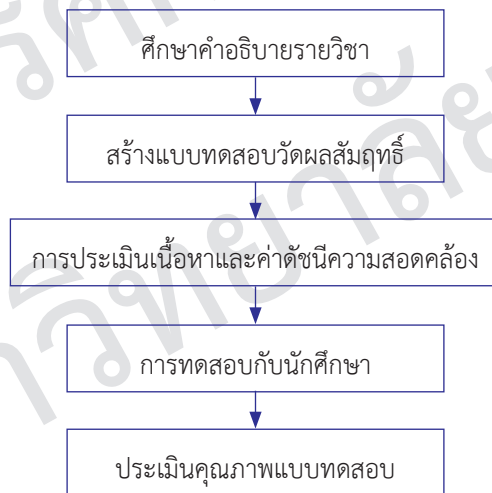 ศึกษาคำอธิบายรายวิชา
สร้างแบบทดสอบวัดผลสัมฤทธิ์
การประเมินเนื้อหาและค่าดัชนีความสอดคล้อง
การทดสอบกับนักศึกษา
ประเมินคุณภาพแบบทดสอบ